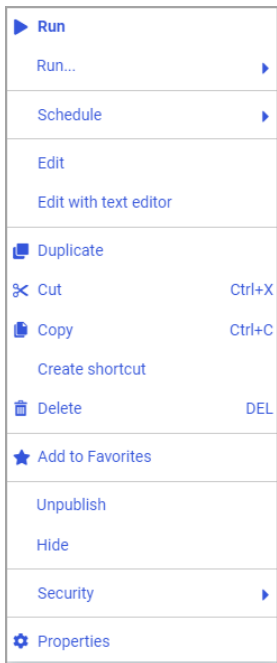 Run
Run...
Schedule
Edit
Edit with text editor
Duplicate
Cut Ctrl+X
Copy Ctrl+C
Create shortcut
Delete DEL
Add to Favorites
Unpublish
Hide
Security
Properties